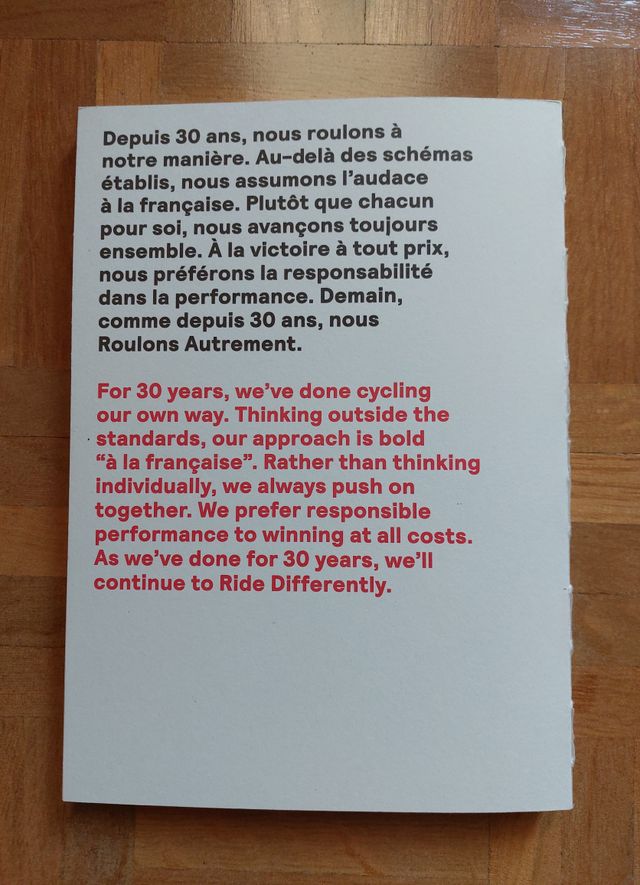 Depuis 30 ans, nous roulons à
notre manière. Au-delà des schémas
établis, nous assumons l’audace
à la française. Plutôt que chacun
pour soi, nous avançons toujours
ensemble. À la victoire à tout prix,
nous préférons la responsabilité
dans la performance. Demain,
comme depuis 30 ans, nous
Roulons Autrement.
For 30 years, we’ve done cycling
our own way. Thinking outside the
standards, our approach is bold
“à la française”. Rather than thinking
individually, we always push on
together. We prefer responsible
performance to winning at all costs.
As we’ve done for 30 years, we’ll
continue to Ride Differently.